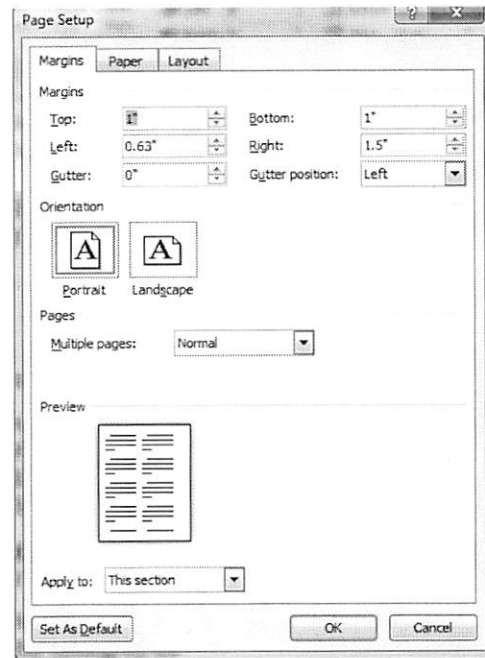 Page Setup
Margins Paper Layout
Margins
Top: 1" Bottom: 1"
Left: 0.63" Right: 1.5"
Gutter: 0" Gutter position: Left
Orientation
A A
Portrait Landscape
Pages
Multiple pages: Normal
Preview
Apply to: This section
Set As Default OK Cancel